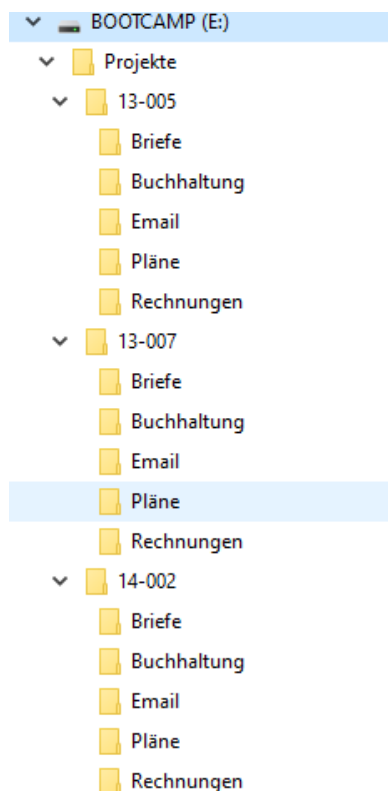 BOOTCAMP (E:)
Projekte
13-005
Briefe
Buchhaltung
Email
Pläne
Rechnungen
13-007
Briefe
Buchhaltung
Email
Pläne
Rechnungen
14-002
Briefe
Buchhaltung
Email
Pläne
Rechnungen